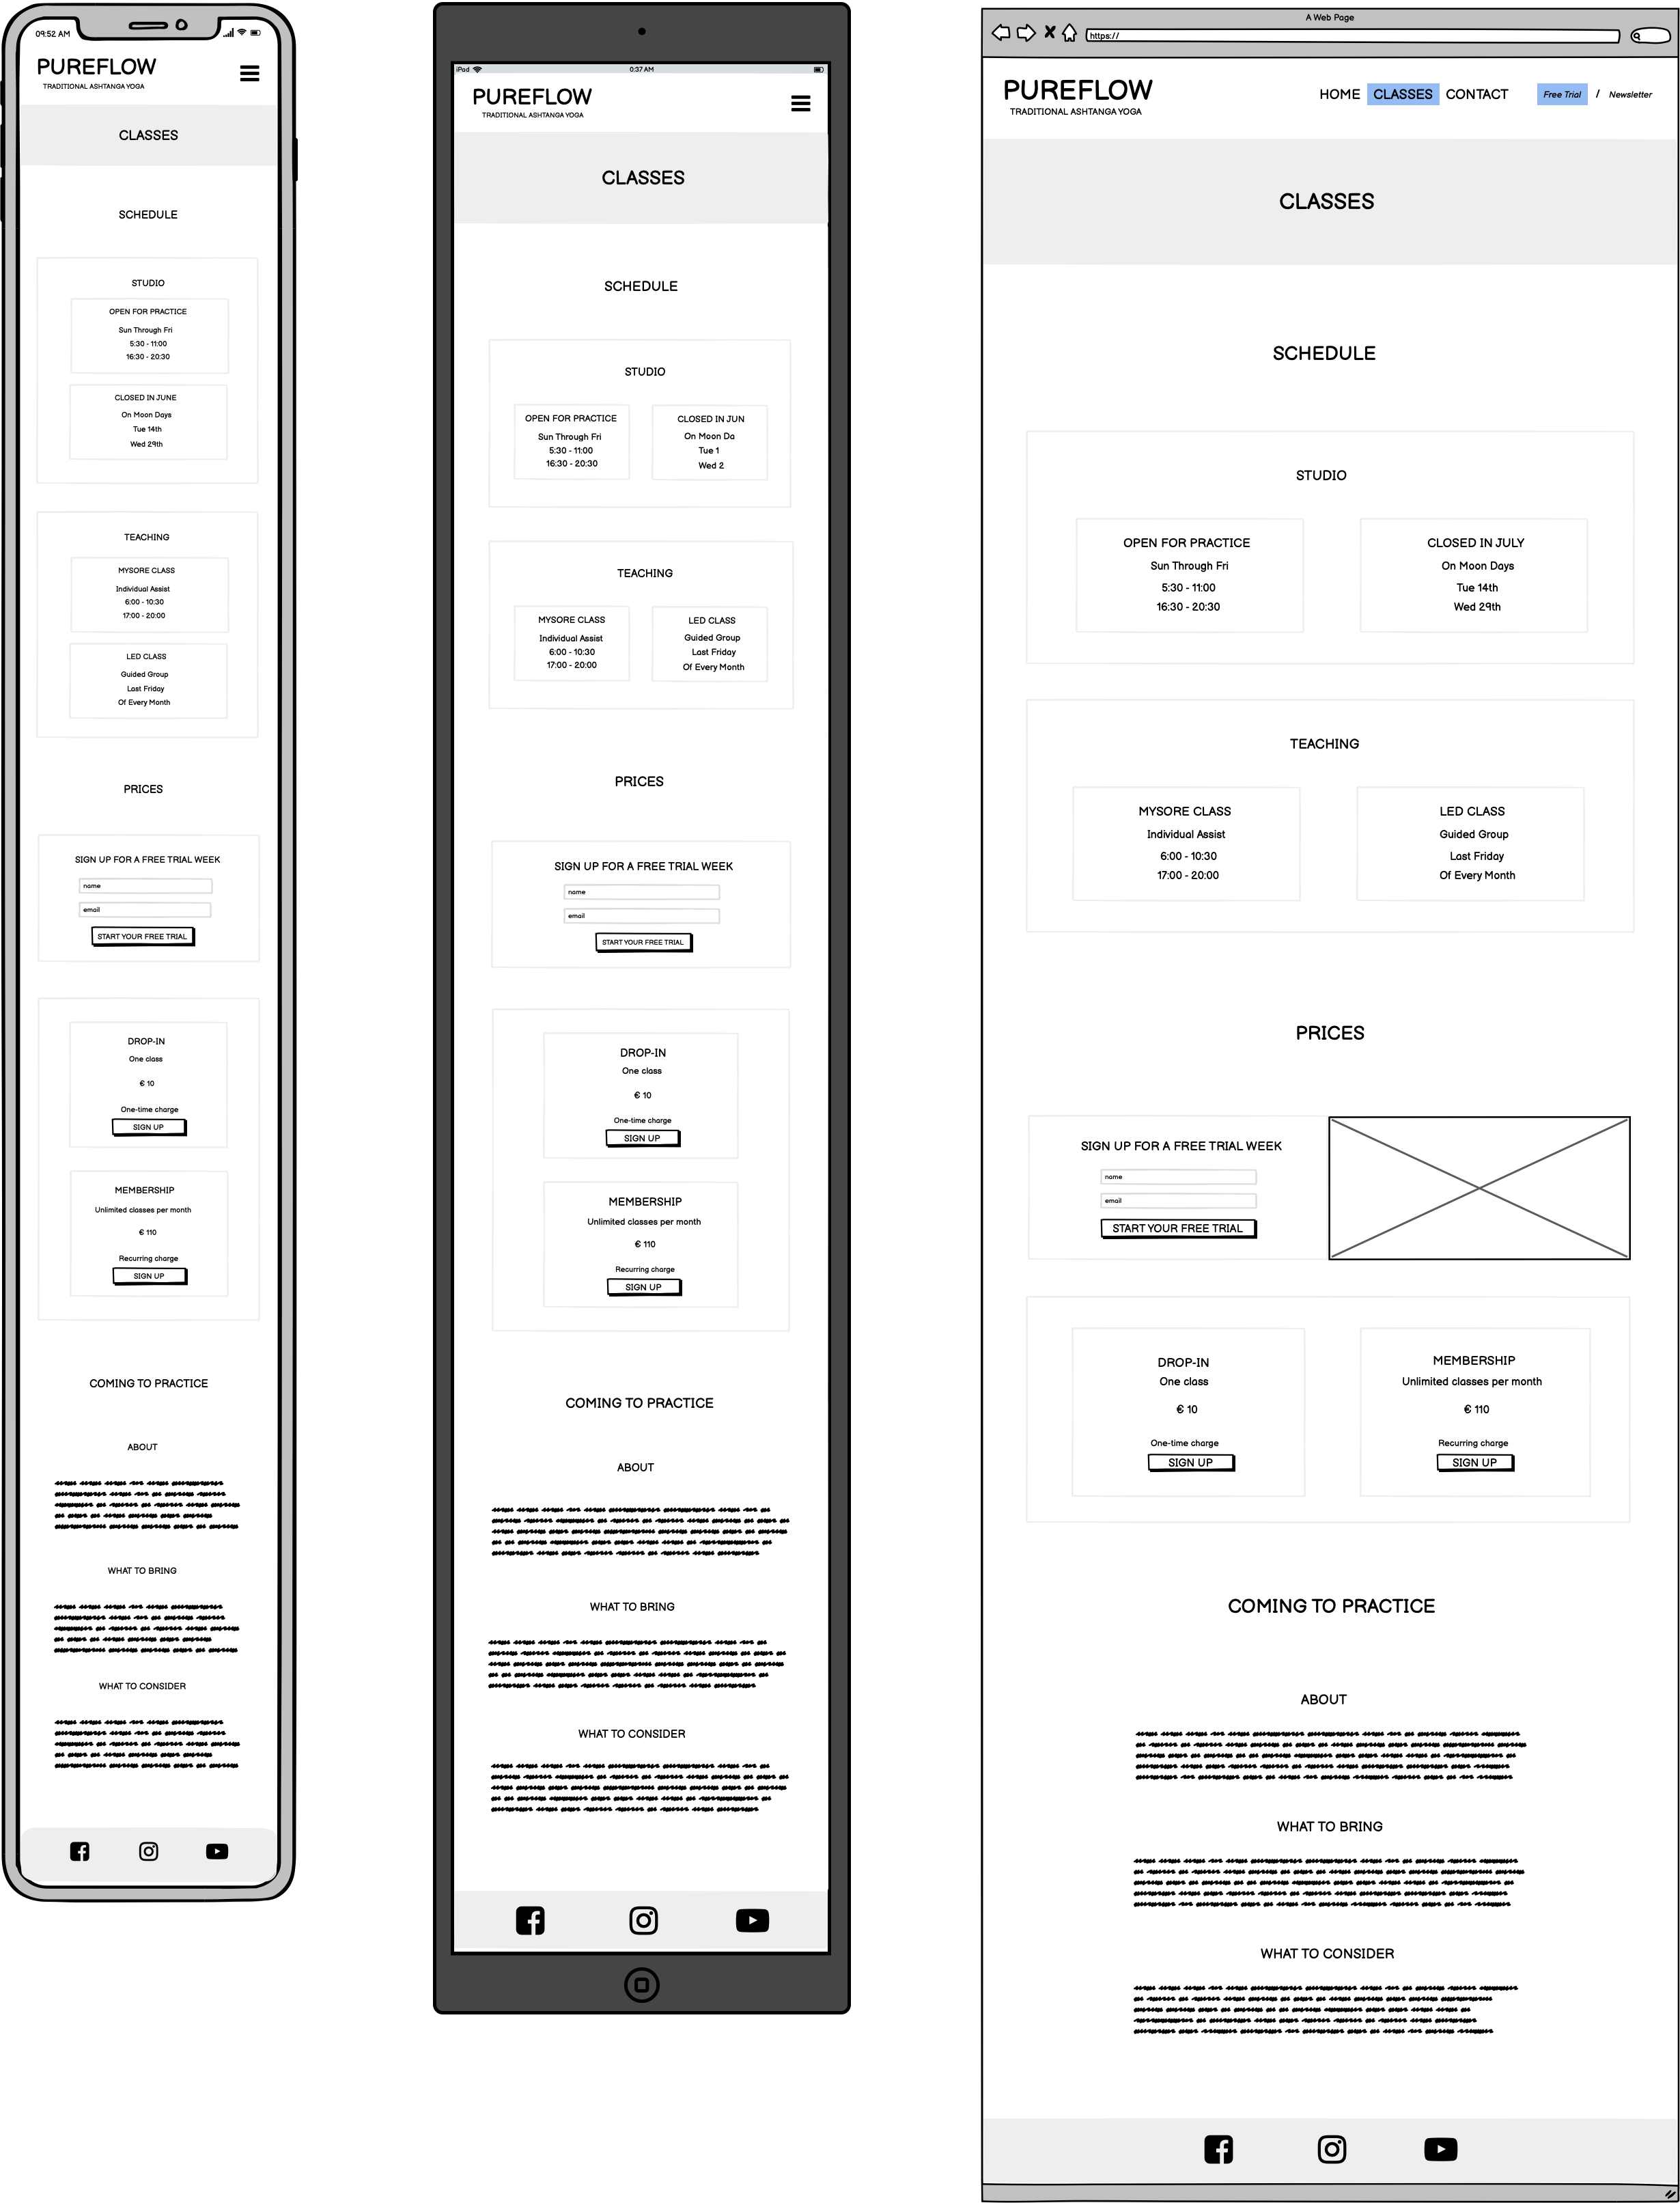 09:52 AM
PUREFLOW
TRADITIONAL ASHTANGA YOGA
CLASSES
SCHEDULE
STUDIO
OPEN FOR PRACTICE
Sun Through Fri
5:30 - 11:00
16:30 - 20:30
CLOSED IN JUNE
On Moon Days
Tue 14th
Wed 29th
TEACHING
MYSORE CLASS
Individual Assist
6:00 - 10:30
17:00 - 20:00
LED CLASS
Guided Group
Last Friday
Of Every Month
PRICES
SIGN UP FOR A FREE TRIAL WEEK
name
email
START YOUR FREE TRIAL
DROP-IN
One class
€ 10
One-time charge
SIGN UP
MEMBERSHIP
Unlimited classes per month
€ 110
Recurring charge
SIGN UP
COMING TO PRACTICE
ABOUT
WHAT TO BRING
WHAT TO CONSIDER
iPad 0:37 AM
PUREFLOW
TRADITIONAL ASHTANGA YOGA
CLASSES
SCHEDULE
STUDIO
OPEN FOR PRACTICE
Sun Through Fri
5:30 - 11:00
16:30 - 20:30
CLOSED IN JUN
On Moon Da
Tue 1
Wed 2
TEACHING
MYSORE CLASS
Individual Assist
6:00 - 10:30
17:00 - 20:00
LED CLASS
Guided Group
Last Friday
Of Every Month
PRICES
SIGN UP FOR A FREE TRIAL WEEK
name
email
START YOUR FREE TRIAL
DROP-IN
One class
€ 10
One-time charge
SIGN UP
MEMBERSHIP
Unlimited classes per month
€ 110
Recurring charge
SIGN UP
COMING TO PRACTICE
ABOUT
WHAT TO BRING
WHAT TO CONSIDER
A Web Page
https://
PUREFLOW
TRADITIONAL ASHTANGA YOGA
HOME CLASSES CONTACT Free Trial / Newsletter
CLASSES
SCHEDULE
STUDIO
OPEN FOR PRACTICE
Sun Through Fri
5:30 - 11:00
16:30 - 20:30
CLOSED IN JULY
On Moon Days
Tue 14th
Wed 29th
TEACHING
MYSORE CLASS
Individual Assist
6:00 - 10:30
17:00 - 20:00
LED CLASS
Guided Group
Last Friday
Of Every Month
PRICES
SIGN UP FOR A FREE TRIAL WEEK
name
email
START YOUR FREE TRIAL
DROP-IN
One class
€ 10
One-time charge
SIGN UP
MEMBERSHIP
Unlimited classes per month
€ 110
Recurring charge
SIGN UP
COMING TO PRACTICE
ABOUT
WHAT TO BRING
WHAT TO CONSIDER